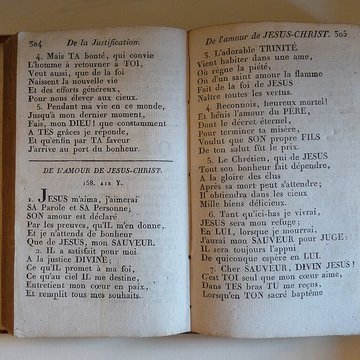 304 De la Justification.
4. Mais TA bonté, qui convie
L'homme à retourner à TOI,
Veut aussi, que de la foi
Naissent la nouvelle vie
Et des efforts généreux,
Pour nous élever aux cieux.
5. Pendant ma vie en ce monde,
Jusqu'à mon dernier moment,
Fais, mon DIEU! que constamment
A TES grâces je réponde,
Et qu'enfin par TA faveur
J'arrive au port du bonheur.
DE l'AMOUR DE JESUS-CHRIST.
158. AIR Y.
1. JESUS m'aima, j'aimerai
SA Parole et SA Personne;
SON amour est déclaré
Par les preuves, qu'IL m'en donne,
Et je n'attends de bonheur
Que de JESUS, mon SAUVEUR.
2. IL a satisfait pour moi
A la justice DIVINE;
Ce qu'IL promet à ma foi,
Ce qu'au ciel IL me destine,
Entretient mon cœur en paix,
Et remplit tous mes souhaits.
De l'amour de JESUS-CHRIST. 305
3. L'adorable TRINITÉ
Vient habiter dans une ame,
Où règne la piété,
Où d'un saint amour la flamme
Fait de la foi de JESUS
Naître toutes les vertus.
4. Reconnois, heureux mortel!
Et bénis l'amour du PERE,
Dont le décret éternel,
Pour terminer ta misère,
Voulut que SON propre FILS
De ton salut fût le prix.
5. Le Chrétien, qui de JESUS
Tout son bonheur fait dépendre,
A la gloire des élus
Après sa mort peut s'attendre;
Il obtiendra dans les cieux
Mille biens délicieux.
6. Tant qu'ici-bas je vivrai,
JESUS sera mon refuge;
En LUI, lorsque je mourrai,
J'aurai mon SAUVEUR pour JUGE:
IL sera toujours l'appui
De quiconque espère en LUI.
7. Cher SAUVEUR, DIVIN JESUS!
C'est TOI seul que mon cœur aime,
Dans TES bras TU me reçus,
Lorsqu'en TON sacré baptême